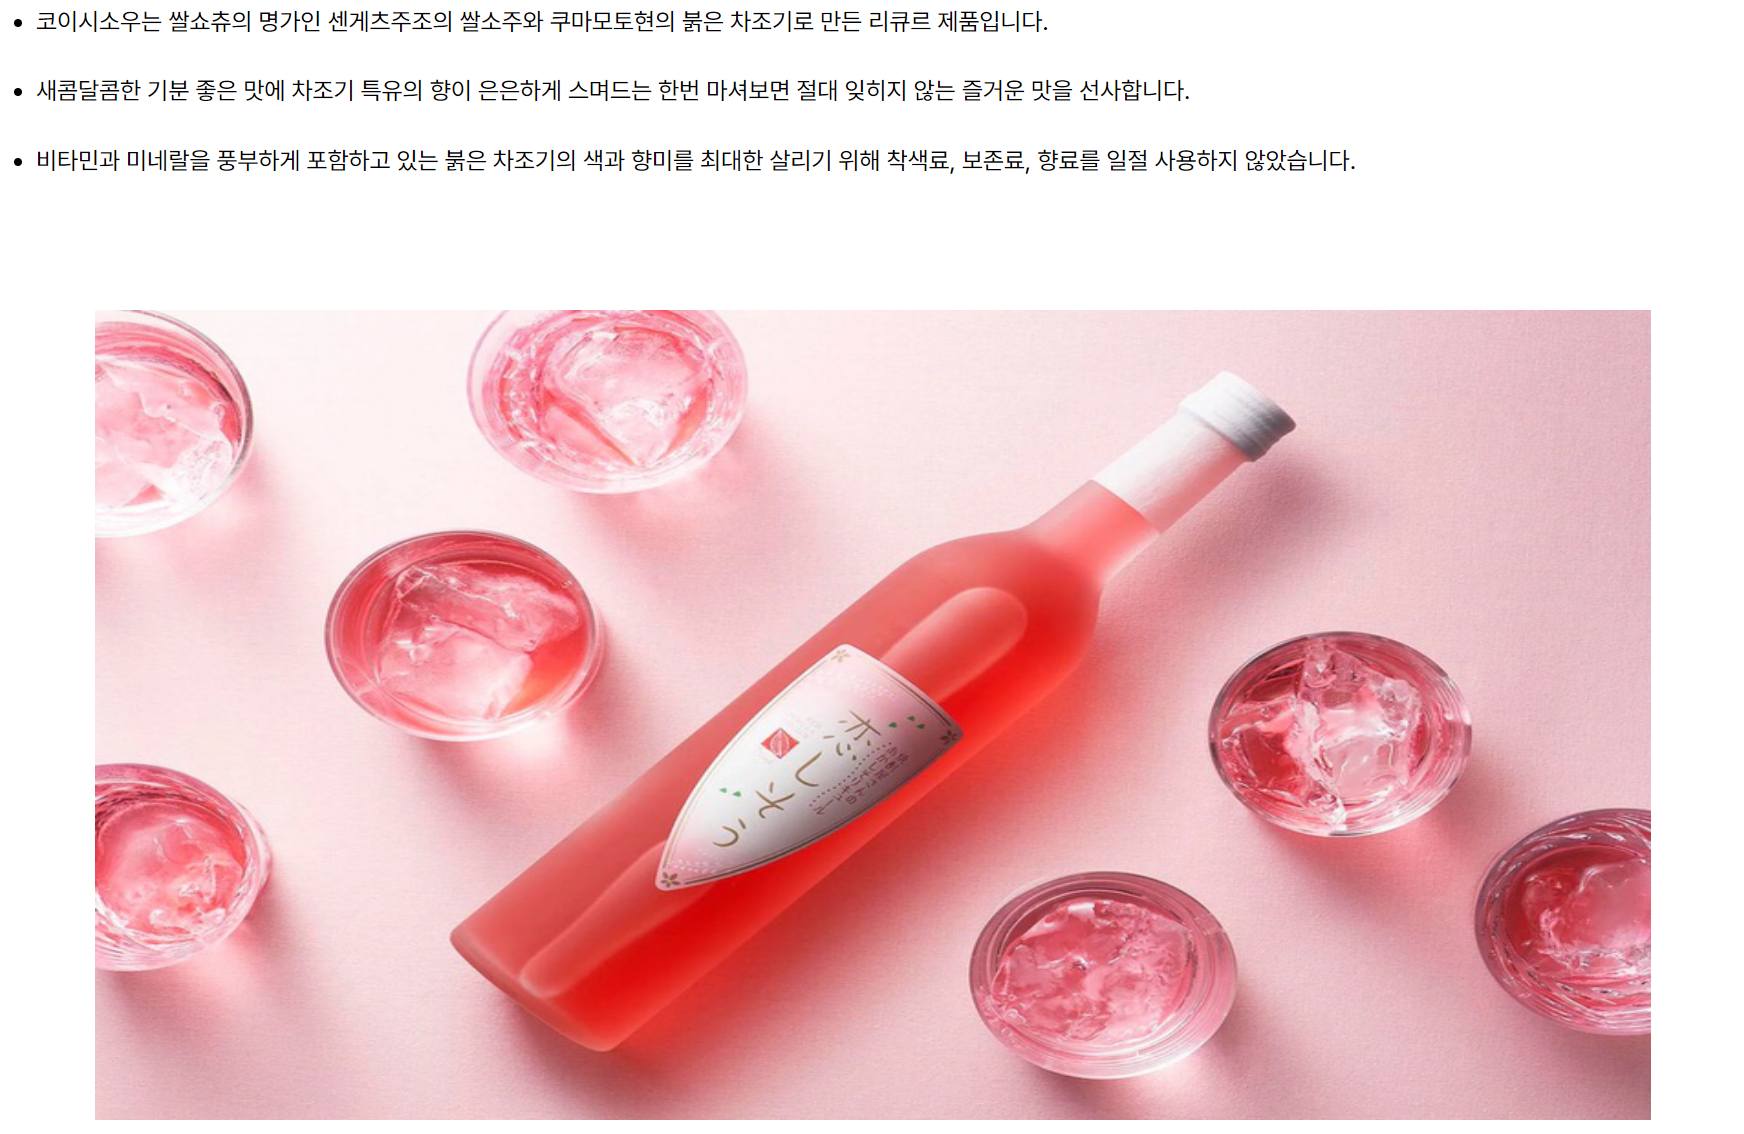 코이시소우는 쌀쇼츄의 명가인 센게츠주조의 쌀소주와 쿠마모토현의 붉은 차조기로 만든 리큐르 제품입니다.
새콤달콤한 기분 좋은 맛에 차조기 특유의 향이 은은하게 스며드는 한번 마셔보면 절대 잊히지 않는 즐거운 맛을 선사합니다.
비타민과 미네랄을 풍부하게 포함하고 있는 붉은 차조기의 색과 향미를 최대한 살리기 위해 착색료, 보존료, 향료를 일절 사용하지 않았습니다.
恋しそう